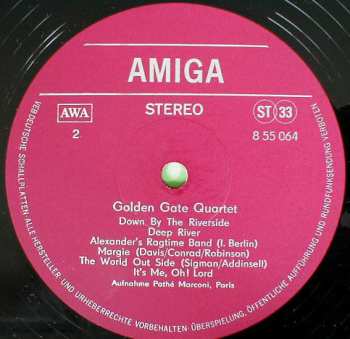 AMIGA
AWA
STEREO
ST 33
2
8 55 064
Golden Gate Quartet
Down By The Riverside
Deep River
Alexander's Ragtime Band (I. Berlin)
Margie (Davis/Conrad/Robinson)
The World Out Side (Sigman/Addinsell)
It's Me, Oh! Lord
Aufnahme Pathé Marconi, Paris
VEB DEUTSCHE SCHALLPLATTEN · ALLE HERSTELLER- UND URHEBERRECHTE VORBEHALTEN · ÜBERSPIELUNG, ÖFFENTLICHE AUFFÜHRUNG UND RUNDFUNKSENDUNG VERBOTEN